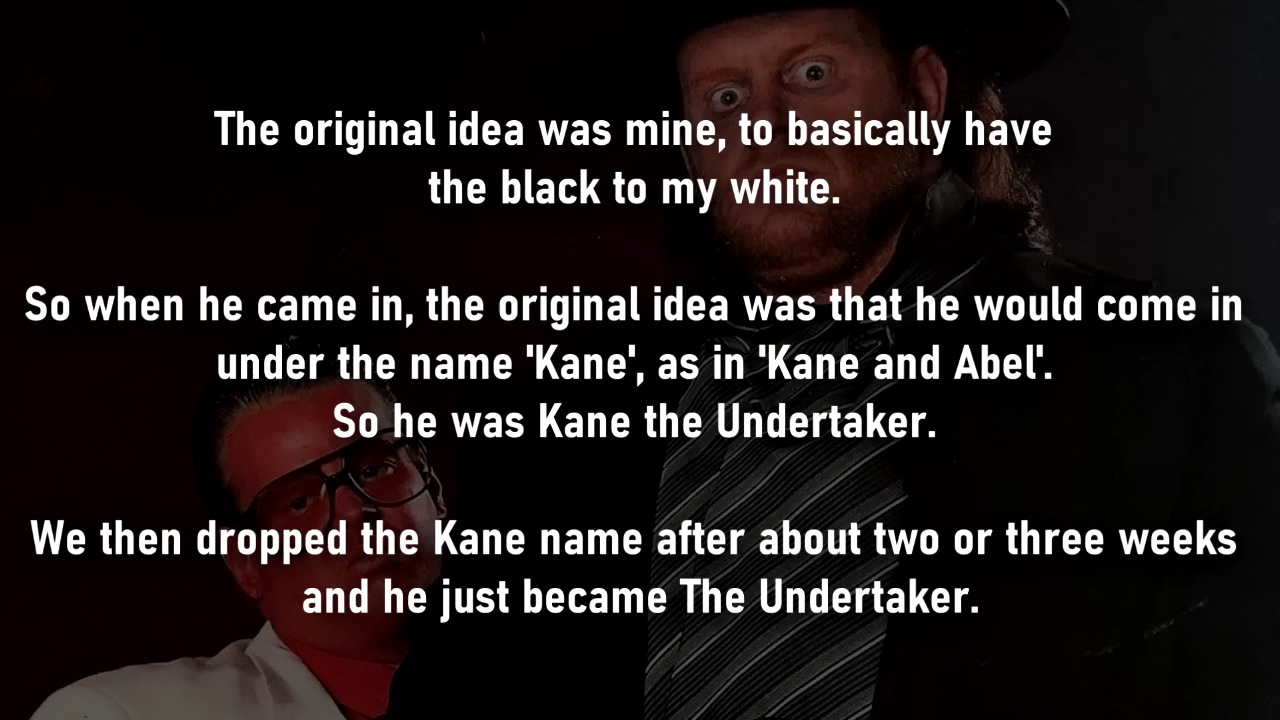 The original idea was mine, to basically have
the black to my white.
So when he came in, the original idea was that he would come in
under the name 'Kane', as in 'Kane and Abel'.
So he was Kane the Undertaker.
We then dropped the Kane name after about two or three weeks
and he just became The Undertaker.